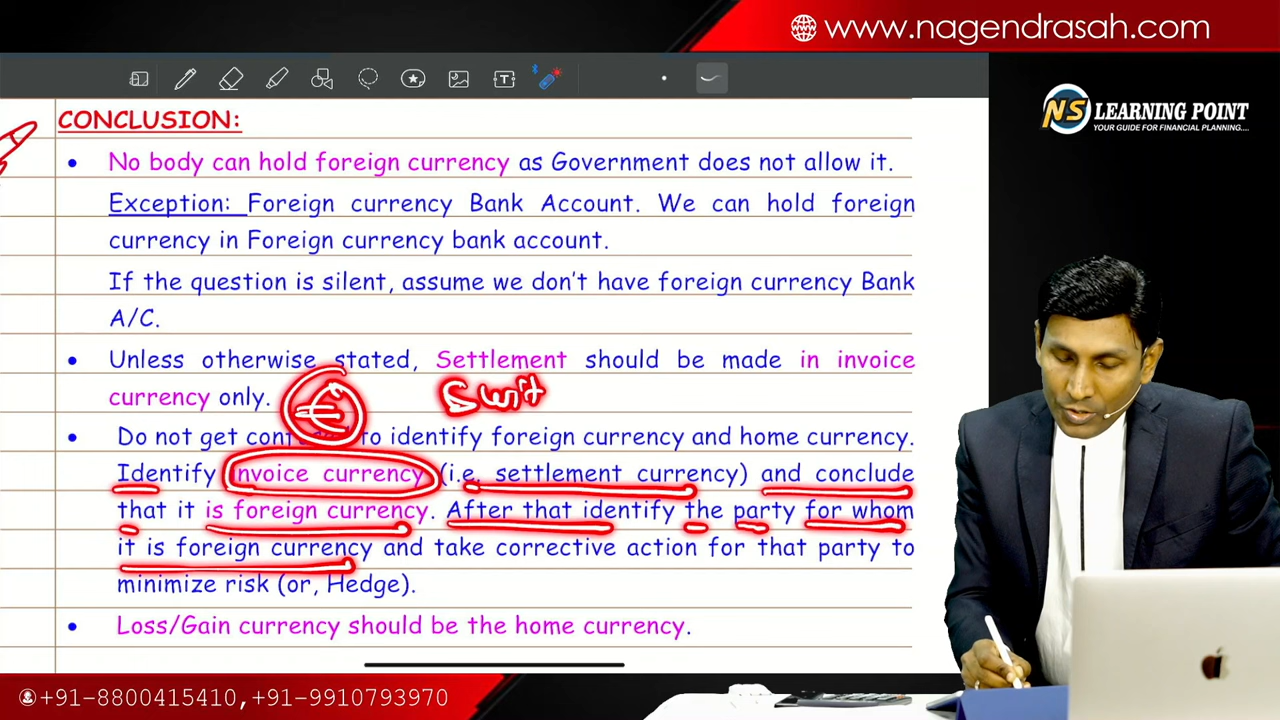 www.nagendrasah.com
NS LEARNING POINT
YOUR GUIDE FOR FINANCIAL PLANNING....
CONCLUSION:
• No body can hold foreign currency as Government does not allow it.
Exception: Foreign currency Bank Account. We can hold foreign
currency in Foreign currency bank account.
If the question is silent, assume we don't have foreign currency Bank
A/C.
• Unless otherwise stated, Settlement should be made in invoice
currency only.
€
• Do not get to identify foreign currency and home currency.
Identify invoice currency (i.e. settlement currency) and conclude
that it is foreign currency. After that identify the party for whom
it is foreign currency and take corrective action for that party to
minimize risk (or, Hedge).
• Loss/Gain currency should be the home currency.
+91-8800415410,+91-9910793970